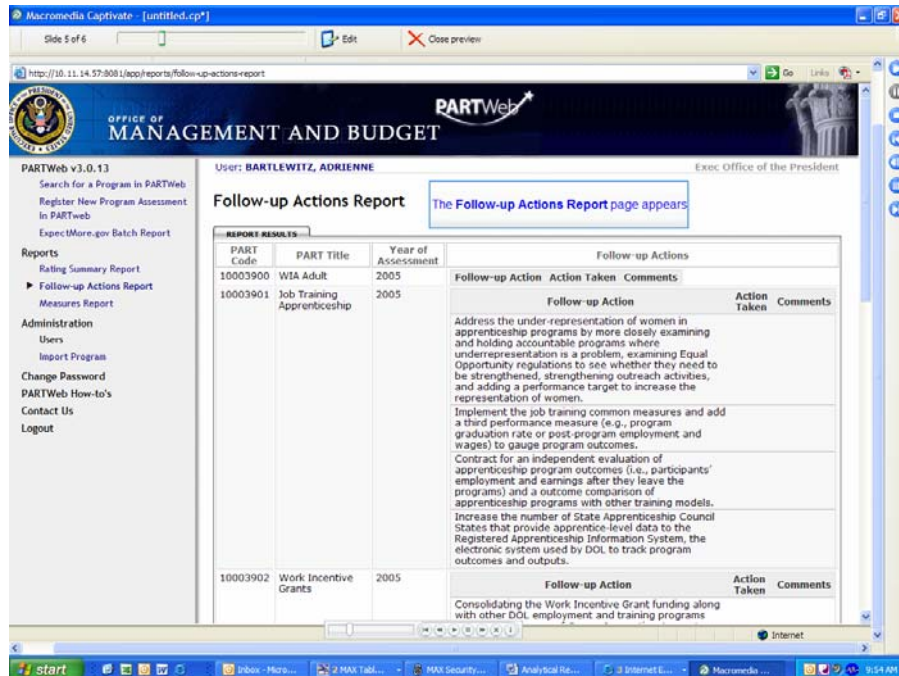 Macromedia Captivate - [untitled.cp*]
Slide 5 of 6
Edit
Close preview
http://10.11.14.57:8081/app/reports/follow-up-actions-report
Go
Links
OFFICE OF
MANAGEMENT AND BUDGET
PARTWeb
PARTWeb v3.0.13
Search for a Program in PARTWeb
Register New Program Assessment
in PARTweb
ExpectMore.gov Batch Report
Reports
Rating Summary Report
Follow-up Actions Report
Measures Report
Administration
Users
Import Program
Change Password
PARTWeb How-to's
Contact Us
Logout
User: BARTLEWITZ, ADRIENNE
Exec Office of the President
Follow-up Actions Report
The Follow-up Actions Report page appears
REPORT RESULTS
PART Code
PART Title
Year of Assessment
Follow-up Actions
10003900 WIA Adult 2005
Follow-up Action Action Taken Comments
10003901 Job Training Apprenticeship 2005
Follow-up Action Action Taken Comments
Address the under-representation of women in
apprenticeship programs by more closely examining
and holding accountable programs where
underrepresentation is a problem, examining Equal
Opportunity regulations to see whether they need to
be strengthened, strengthening outreach activities,
and adding a performance target to increase the
representation of women.
Implement the job training common measures and add
a third performance measure (e.g., program
graduation rate or post-program employment and
wages) to gauge program outcomes.
Contract for an independent evaluation of
apprenticeship program outcomes (i.e., participants'
employment and earnings after they leave the
programs) and a outcome comparison of
apprenticeship programs with other training models.
Increase the number of State Apprenticeship Council
States that provide apprentice-level data to the
Registered Apprenticeship Information System, the
electronic system used by DOL to track program
outcomes and outputs.
10003902 Work Incentive Grants 2005
Follow-up Action Action Taken Comments
Consolidating the Work Incentive Grant funding along
with other DOL employment and training programs
Internet
start
Inbox - Micro...
2 MAX Tabl...
MAX Security...
Analytical Re...
3 Internet E...
Macromedia ...
9:54 AM